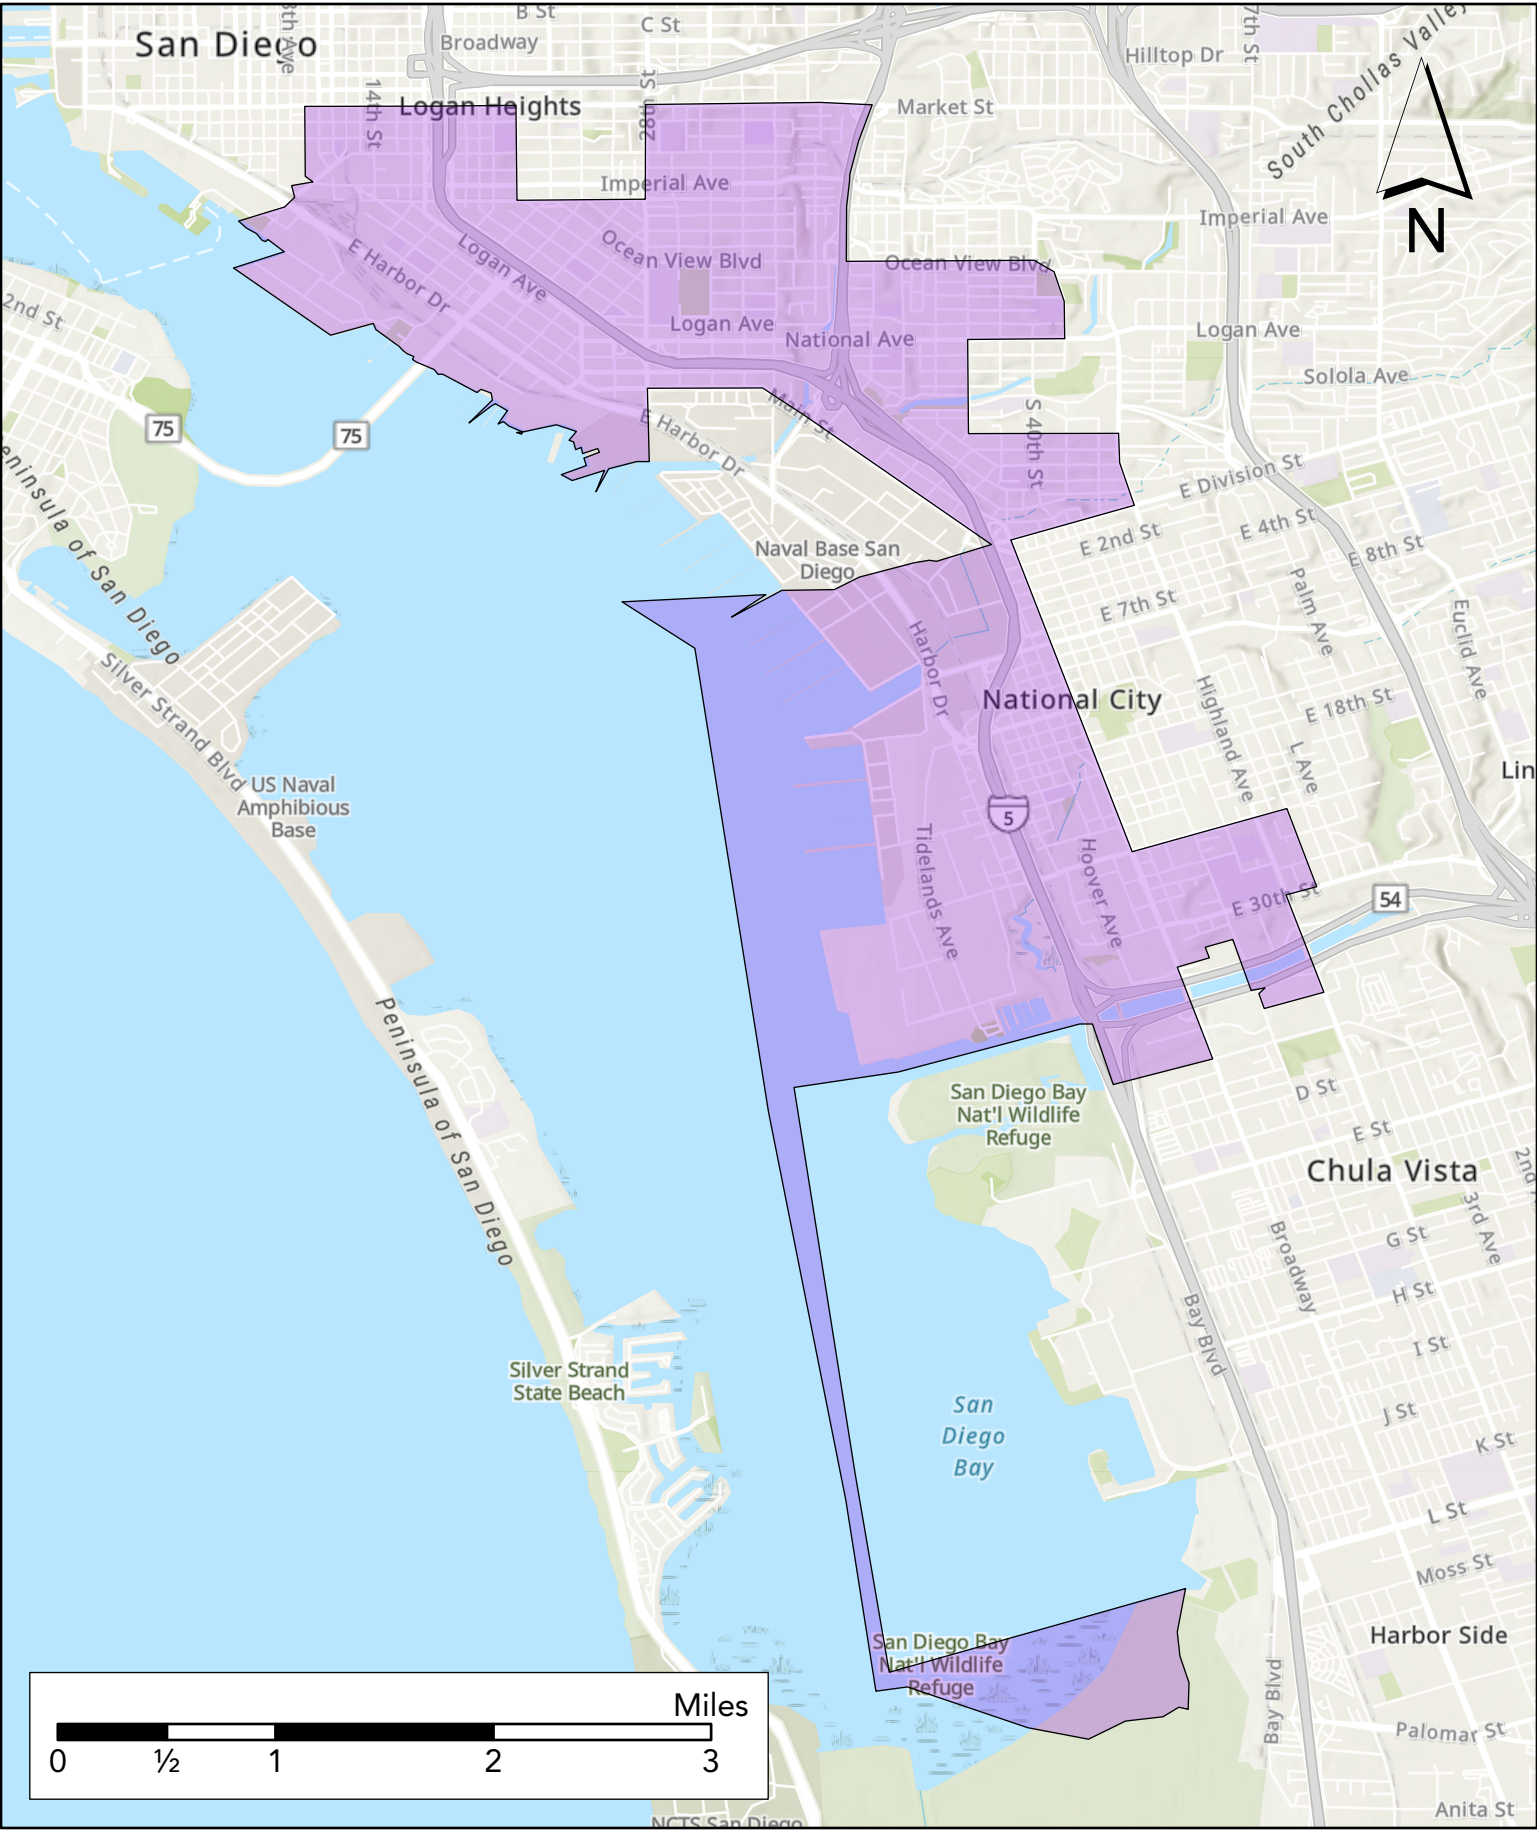 B St
C St
7th St
San Diego
8th Ave
Broadway
Hilltop Dr
South Chollas Valley
14th St
Logan Heights
28th St
Market St
Imperial Ave
Imperial Ave
N
E Harbor Dr
Logan Ave
Ocean View Blvd
Ocean View Blvd
2nd St
Logan Ave
National Ave
Logan Ave
Solola Ave
75
75
Main St
E Harbor Dr
S 40th St
E Division St
Peninsula of San Diego
E 2nd St
E 4th St
E 8th St
Naval Base San
Diego
Palm Ave
E 7th St
Euclid Ave
Silver Strand Blvd
Harbor Dr
National City
Highland Ave
E 18th St
L Ave
Lin
US Naval
Amphibious
Base
5
Tidelands Ave
Hoover Ave
E 30th St
54
Peninsula of San Diego
San Diego Bay
Nat'l Wildlife
Refuge
D St
E St
Chula Vista
2nd
3rd Ave
Broadway
G St
H St
Bay Blvd
I St
Silver Strand
State Beach
San
Diego
Bay
J St
K St
L St
Moss St
San Diego Bay
Nat'l Wildlife
Refuge
Harbor Side
Bay Blvd
Miles
0 ½ 1 2 3
Palomar St
Anita St
NCTS San Diego